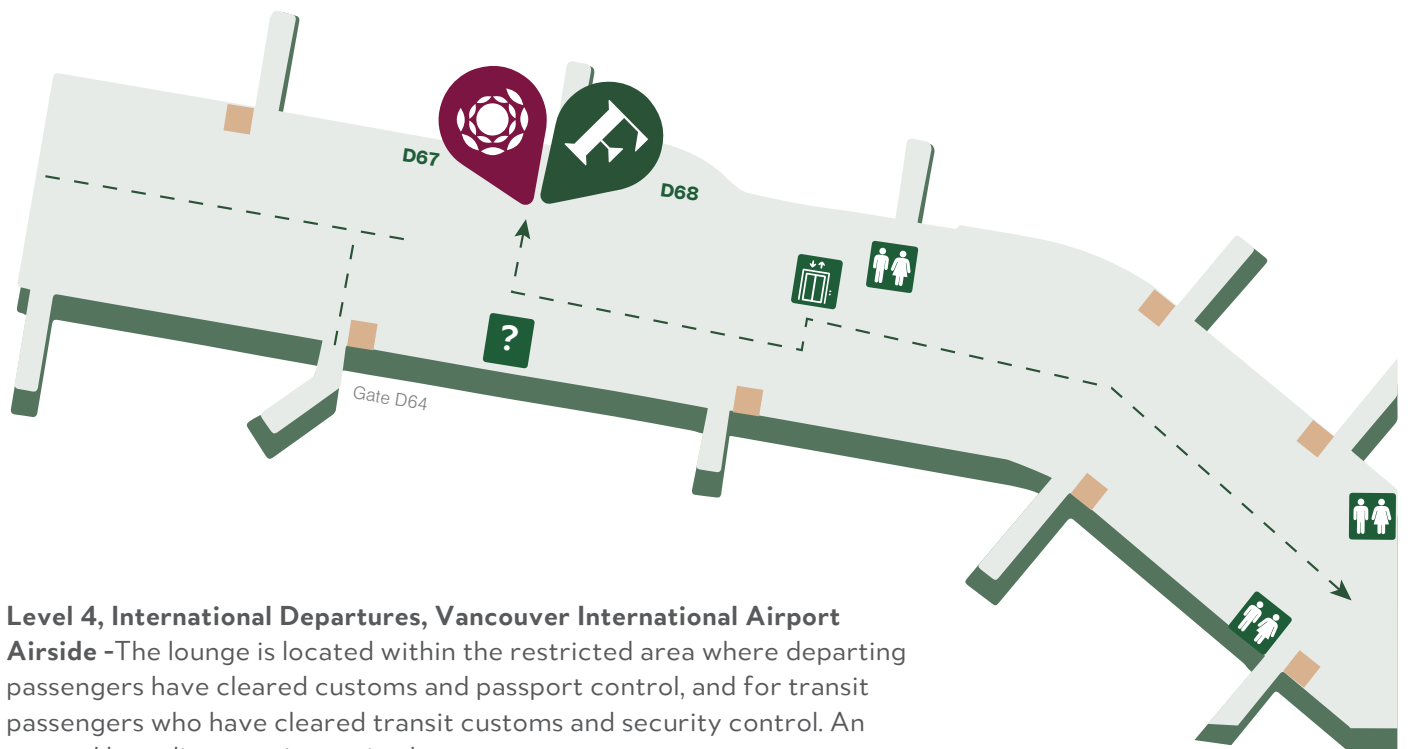 D67
D68
?
Gate D64
Level 4, International Departures, Vancouver International Airport
Airside -The lounge is located within the restricted area where departing
passengers have cleared customs and passport control, and for transit
passengers who have cleared transit customs and security control. An